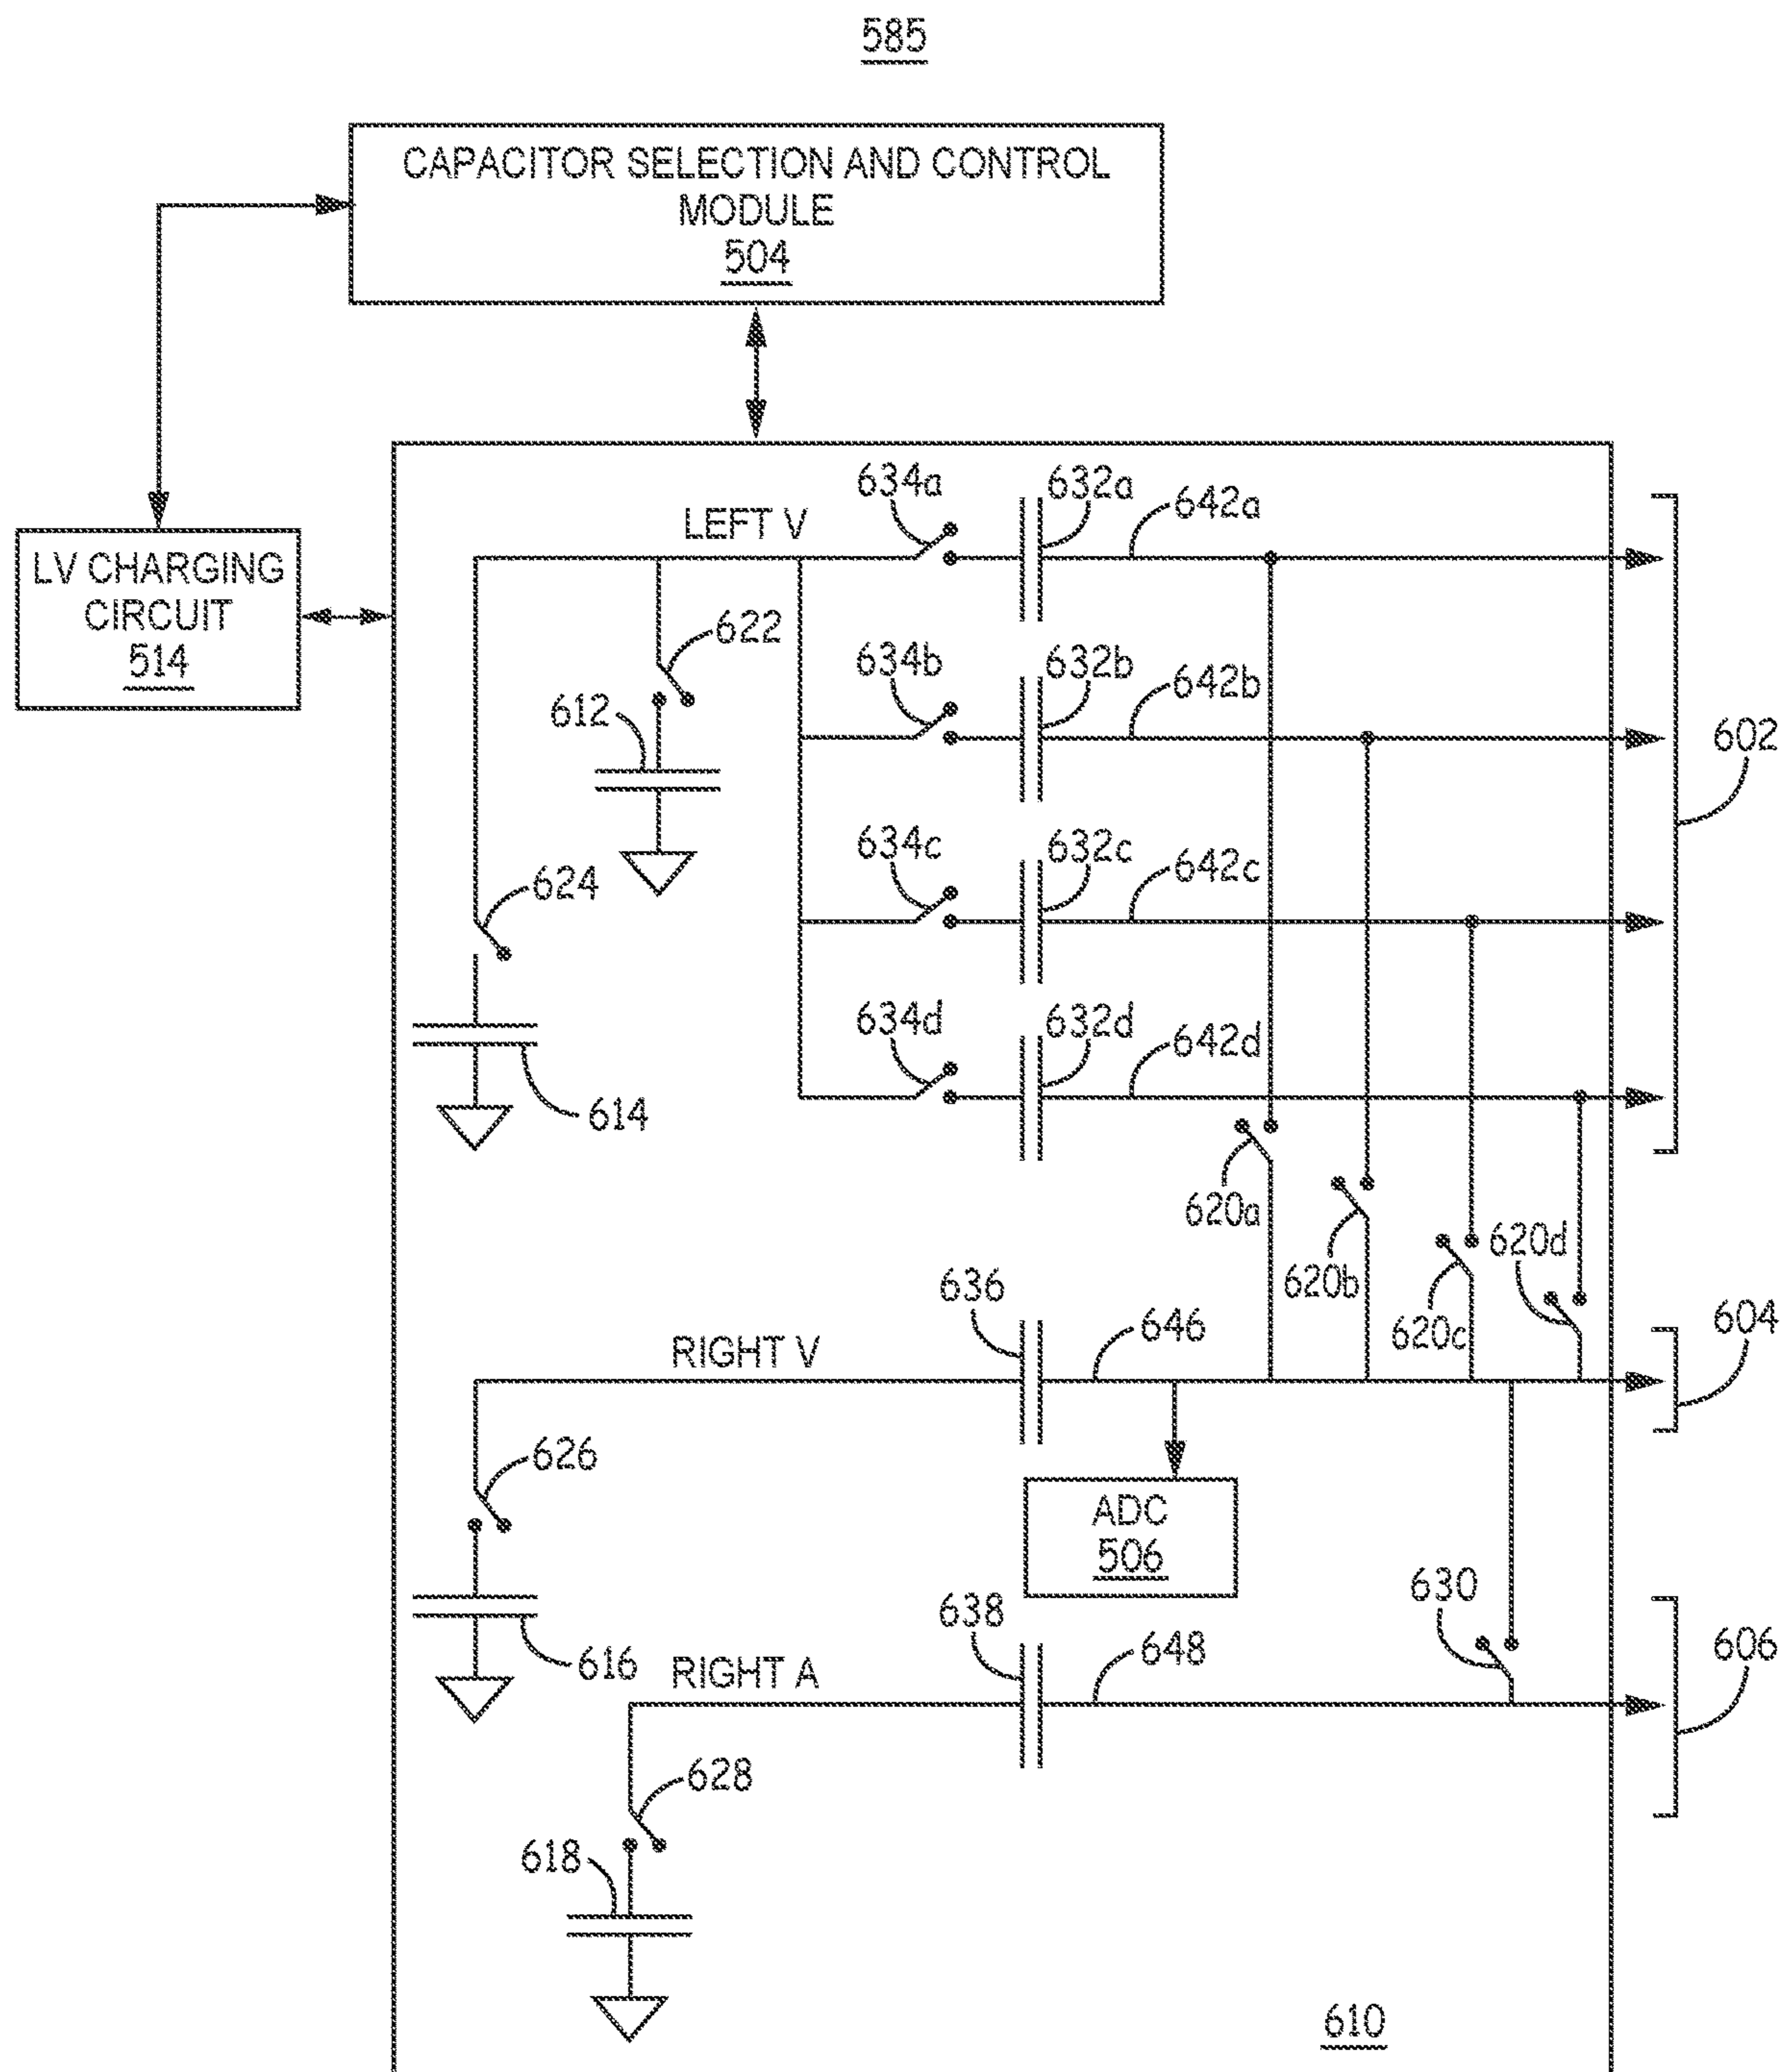 585
CAPACITOR SELECTION AND CONTROL
MODULE
504
LV CHARGING
CIRCUIT
514
LEFT V
634a
632a
642a
622
612
634b
632b
642b
602
624
634c
632c
642c
614
634d
632d
642d
620a
620b
620c
620d
604
RIGHT V
636
646
626
ADC
506
616
RIGHT A
638
648
630
606
628
618
610